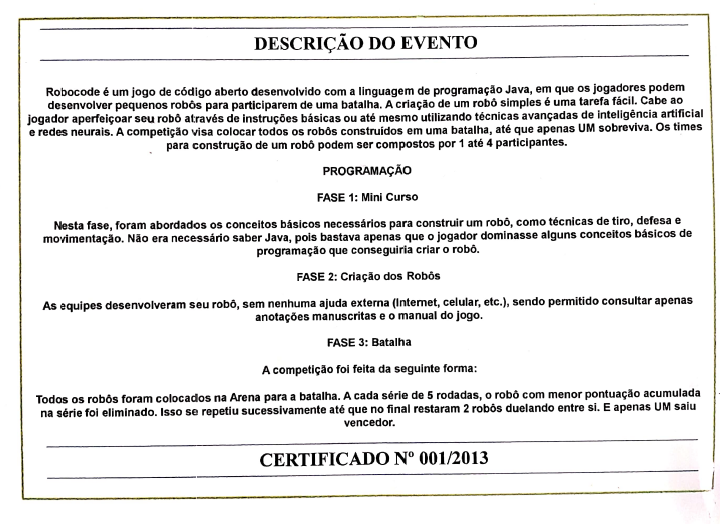 DESCRIÇÃO DO EVENTO
Robocode é um jogo de código aberto desenvolvido com a linguagem de programação Java, em que os jogadores podem
desenvolver pequenos robôs para participarem de uma batalha. A criação de um robô simples é uma tarefa fácil. Cabe ao
jogador aperfeiçoar seu robô através de instruções básicas ou até mesmo utilizando técnicas avançadas de inteligência artificial
e redes neurais. A competição visa colocar todos os robôs construídos em uma batalha, até que apenas UM sobreviva. Os times
para construção de um robô podem ser compostos por 1 até 4 participantes.
PROGRAMAÇÃO
FASE 1: Mini Curso
Nesta fase, foram abordados os conceitos básicos necessários para construir um robô, como técnicas de tiro, defesa e
movimentação. Não era necessário saber Java, pois bastava apenas que o jogador dominasse alguns conceitos básicos de
programação que conseguiria criar o robô.
FASE 2: Criação dos Robôs
As equipes desenvolveram seu robô, sem nenhuma ajuda externa (Internet, celular, etc.), sendo permitido consultar apenas
anotações manuscritas e o manual do jogo.
FASE 3: Batalha
A competição foi feita da seguinte forma:
Todos os robôs foram colocados na Arena para a batalha. A cada série de 5 rodadas, o robô com menor pontuação acumulada
na série foi eliminado. Isso se repetiu sucessivamente até que no final restaram 2 robôs duelando entre si. E apenas UM saiu
vencedor.
CERTIFICADO Nº 001/2013